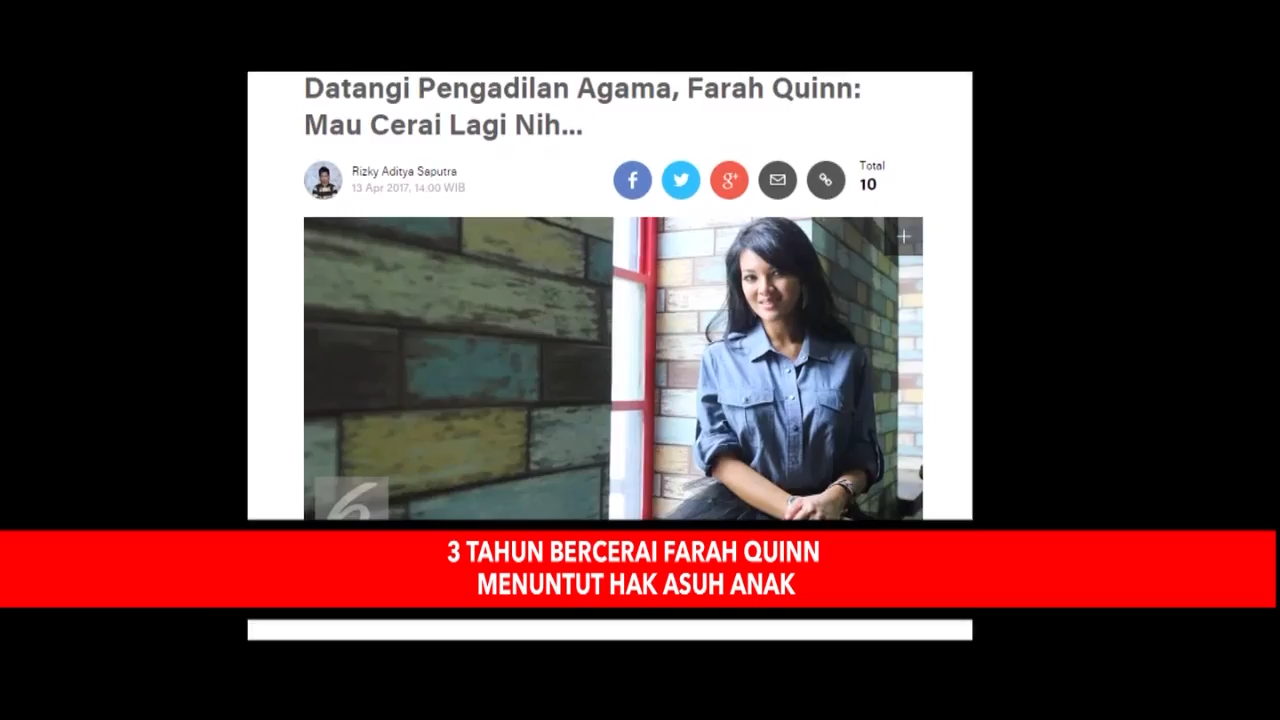 Datangi Pengadilan Agama, Farah Quinn:
Mau Cerai Lagi Nih...
Rizky Aditya Saputra
13 Apr 2017, 14:00 WIB
Total
10
3 TAHUN BERCERAI FARAH QUINN
MENUNTUT HAK ASUH ANAK